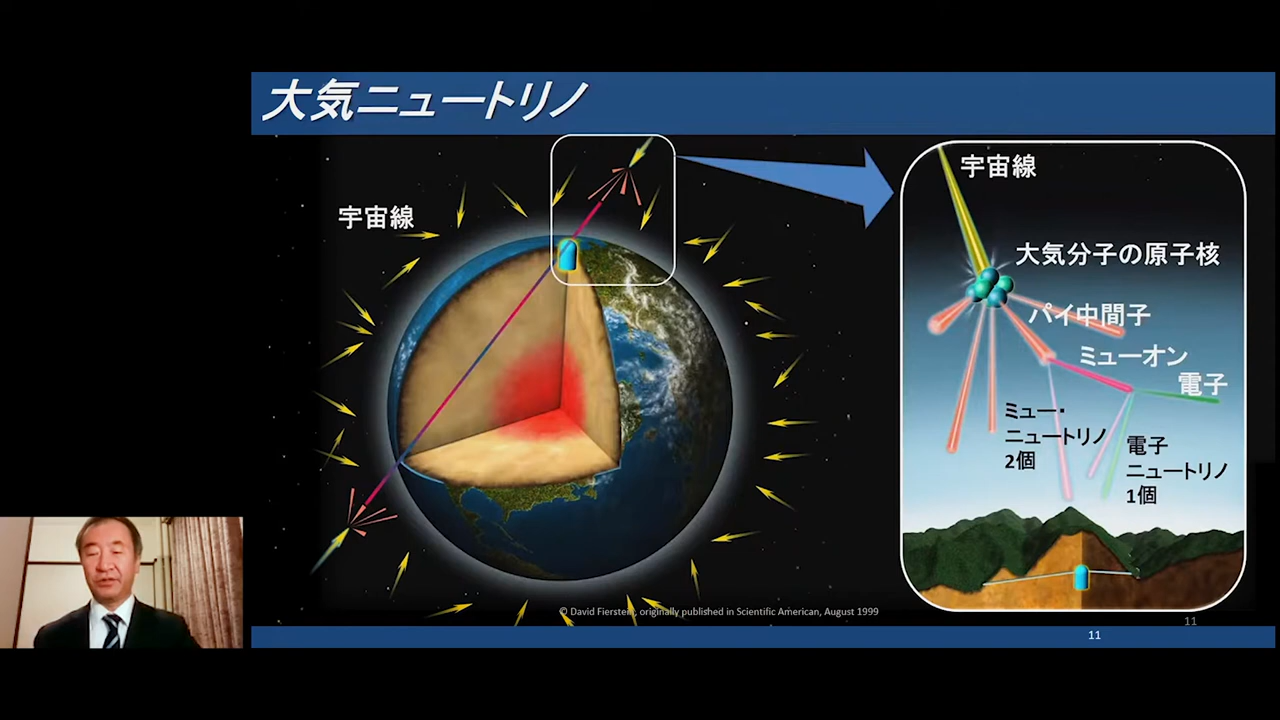 大気ニュートリノ
宇宙線
宇宙線
大気分子の原子核
パイ中間子
ミューオン
電子
ミュー・
ニュートリノ
2個
電子
ニュートリノ
1個
© David Fierstein, originally published in Scientific American, August 1999
11
11